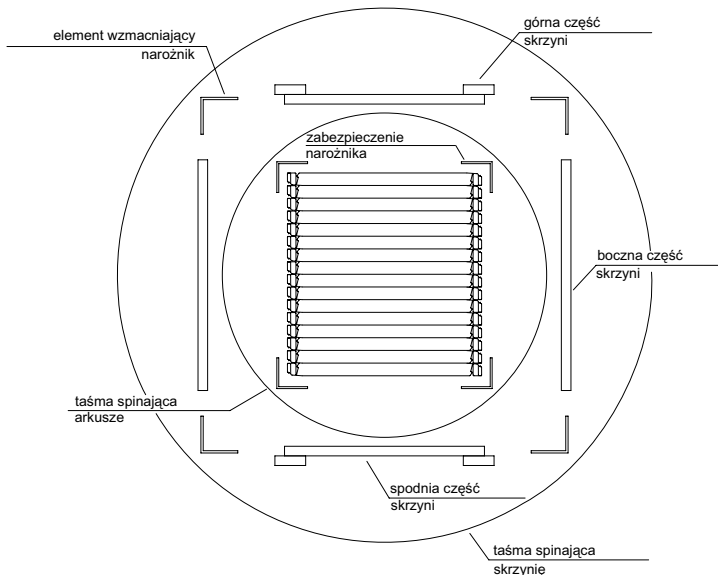 element wzmacniający
narożnik
górna część
skrzyni
zabezpieczenie
narożnika
boczna część
skrzyni
taśma spinająca
arkusze
spodnia część
skrzyni
taśma spinająca
skrzynię